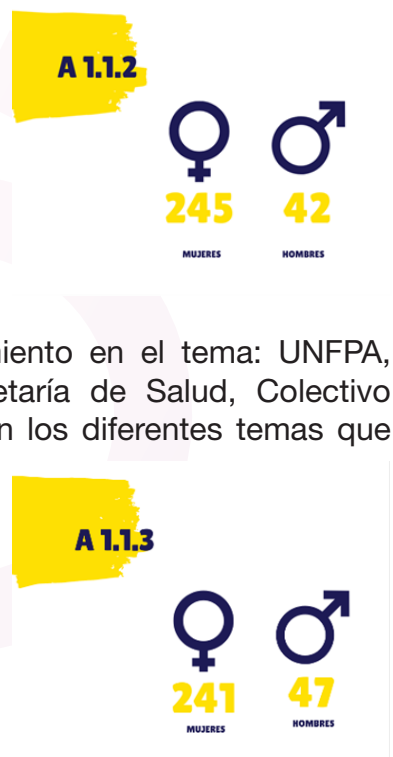 A 1.1.2
245 42
MUJERES HOMBRES
miento en el tema: UNFPA,
etaría de Salud, Colectivo
n los diferentes temas que
A 1.1.3
241 47
MUJERES HOMBRES